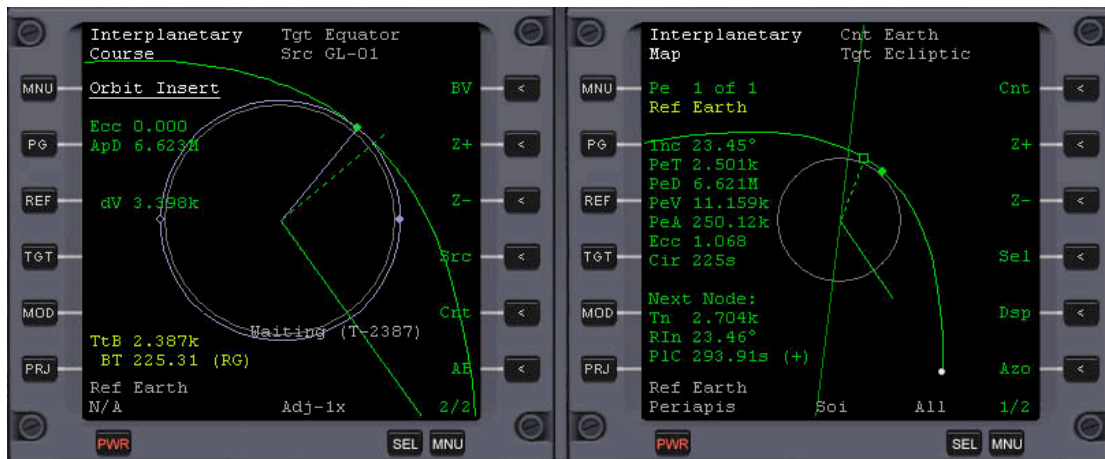 Interplanetary Tgt Equator
Course Src GL-01
MNU Orbit Insert BV <
Ecc 0.000
PG ApD 6.623M Z+ <
REF dV 3.398k Z- <
TGT Src <
MOD Waiting (T-2387) Cnt <
TtB 2.387k
BT 225.31 (RG)
PRJ AB <
Ref Earth
N/A Adj-1x 2/2
PWR SEL MNU
Interplanetary Cnt Earth
Map Tgt Ecliptic
MNU Pe 1 of 1 Cnt <
Ref Earth
PG Inc 23.45° Z+ <
PeT 2.501k
PeD 6.621M
REF PeV 11.159k Z- <
PeA 250.12k
Ecc 1.068
TGT Cir 225s Sel <
Next Node:
MOD Tn 2.704k Dsp <
RIn 23.46°
PRJ PlC 293.91s (+) Azo <
Ref Earth
Periapis Soi All 1/2
PWR SEL MNU